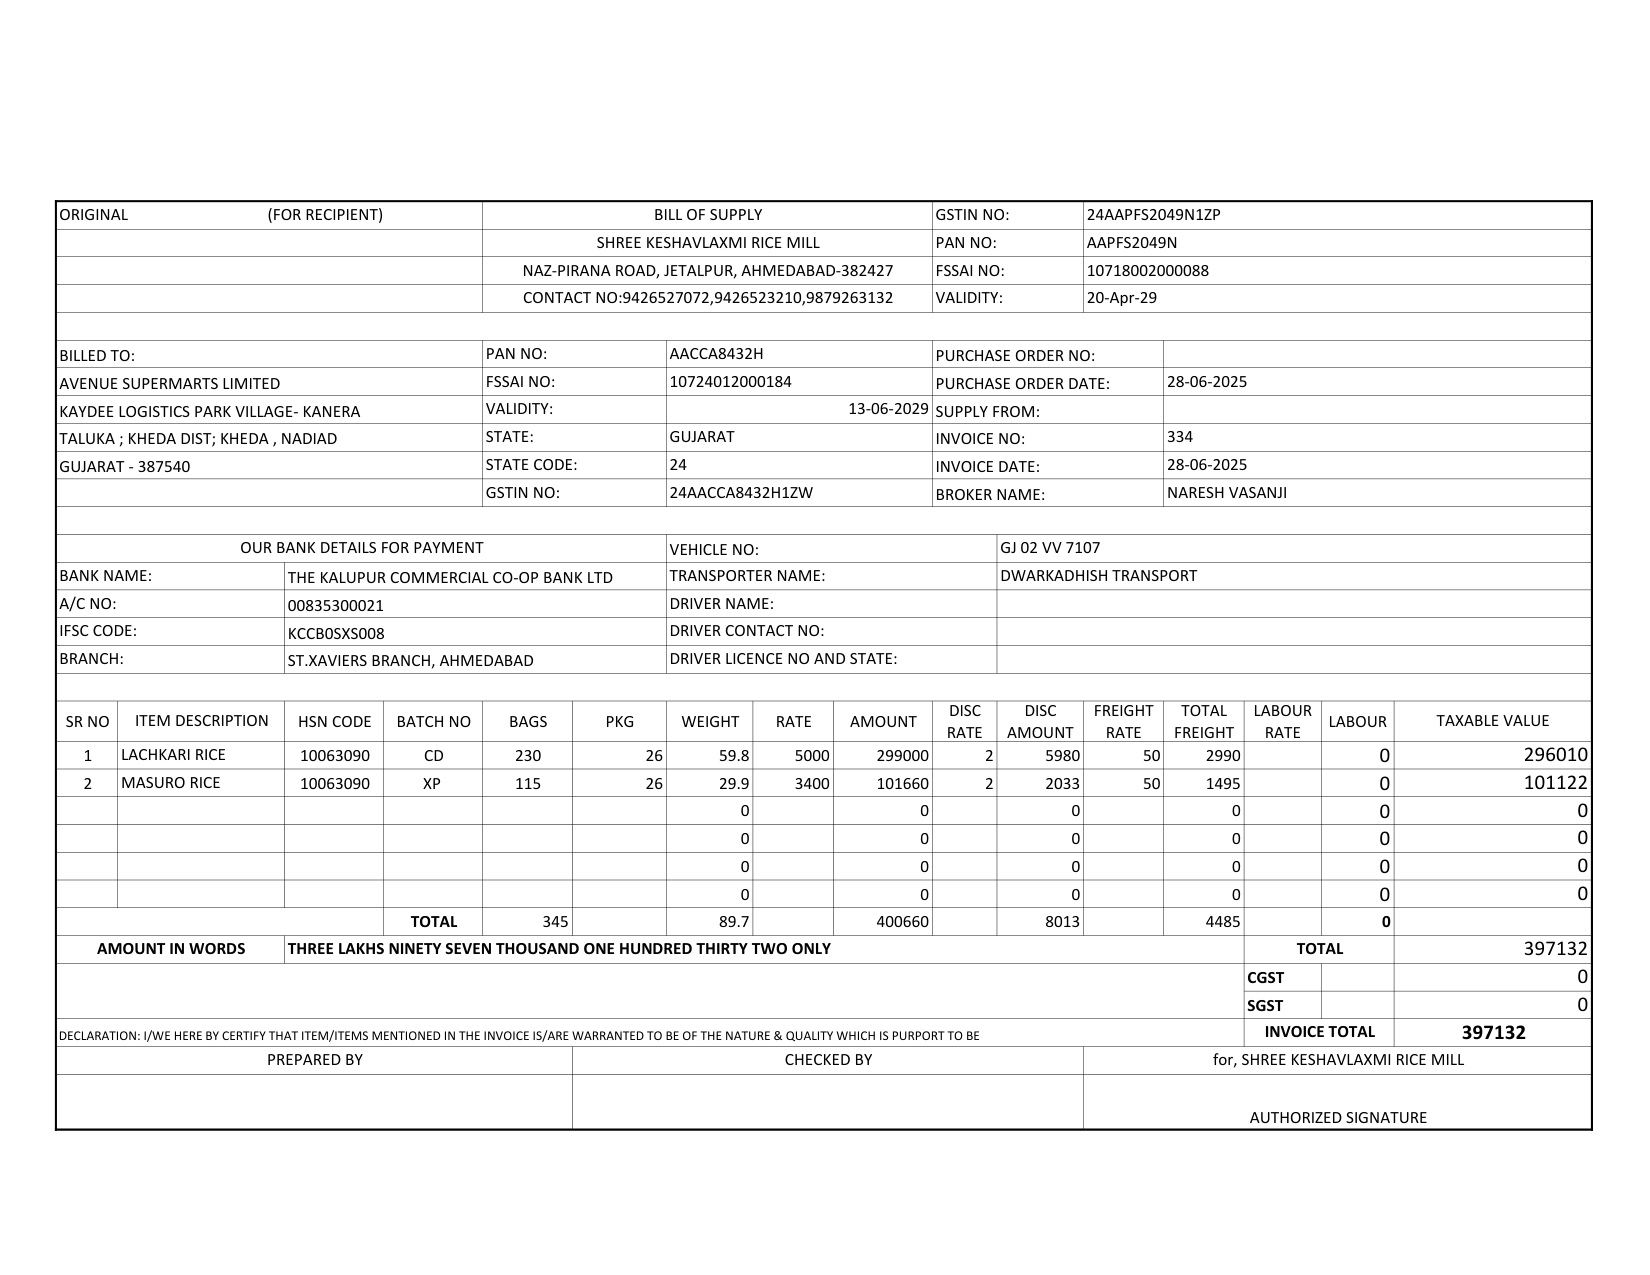 ORIGINAL (FOR RECIPIENT) BILL OF SUPPLY GSTIN NO: 24AAPFS2049N1ZP
SHREE KESHAVLAXMI RICE MILL PAN NO: AAPFS2049N
NAZ-PIRANA ROAD, JETALPUR, AHMEDABAD-382427 FSSAI NO: 10718002000088
CONTACT NO:9426527072,9426523210,9879263132 VALIDITY: 20-Apr-29
BILLED TO: PAN NO: AACCA8432H PURCHASE ORDER NO:
AVENUE SUPERMARTS LIMITED FSSAI NO: 10724012000184 PURCHASE ORDER DATE: 28-06-2025
KAYDEE LOGISTICS PARK VILLAGE- KANERA VALIDITY: 13-06-2029 SUPPLY FROM:
TALUKA ; KHEDA DIST; KHEDA , NADIAD STATE: GUJARAT INVOICE NO: 334
GUJARAT - 387540 STATE CODE: 24 INVOICE DATE: 28-06-2025
GSTIN NO: 24AACCA8432H1ZW BROKER NAME: NARESH VASANJI
OUR BANK DETAILS FOR PAYMENT VEHICLE NO: GJ 02 VV 7107
BANK NAME: THE KALUPUR COMMERCIAL CO-OP BANK LTD TRANSPORTER NAME: DWARKADHISH TRANSPORT
A/C NO: 00835300021 DRIVER NAME:
IFSC CODE: KCCB0SXS008 DRIVER CONTACT NO:
BRANCH: ST.XAVIERS BRANCH, AHMEDABAD DRIVER LICENCE NO AND STATE:
SR NO ITEM DESCRIPTION HSN CODE BATCH NO BAGS PKG WEIGHT RATE AMOUNT DISC RATE DISC AMOUNT FREIGHT RATE TOTAL FREIGHT LABOUR RATE LABOUR TAXABLE VALUE
1 LACHKARI RICE 10063090 CD 230 26 59.8 5000 299000 2 5980 50 2990 0 296010
2 MASURO RICE 10063090 XP 115 26 29.9 3400 101660 2 2033 50 1495 0 101122
0 0 0 0 0 0
0 0 0 0 0 0
0 0 0 0 0 0
0 0 0 0 0 0
TOTAL 345 89.7 400660 8013 4485 0
AMOUNT IN WORDS THREE LAKHS NINETY SEVEN THOUSAND ONE HUNDRED THIRTY TWO ONLY TOTAL 397132
CGST 0
SGST 0
DECLARATION: I/WE HERE BY CERTIFY THAT ITEM/ITEMS MENTIONED IN THE INVOICE IS/ARE WARRANTED TO BE OF THE NATURE & QUALITY WHICH IS PURPORT TO BE INVOICE TOTAL 397132
PREPARED BY CHECKED BY for, SHREE KESHAVLAXMI RICE MILL
AUTHORIZED SIGNATURE